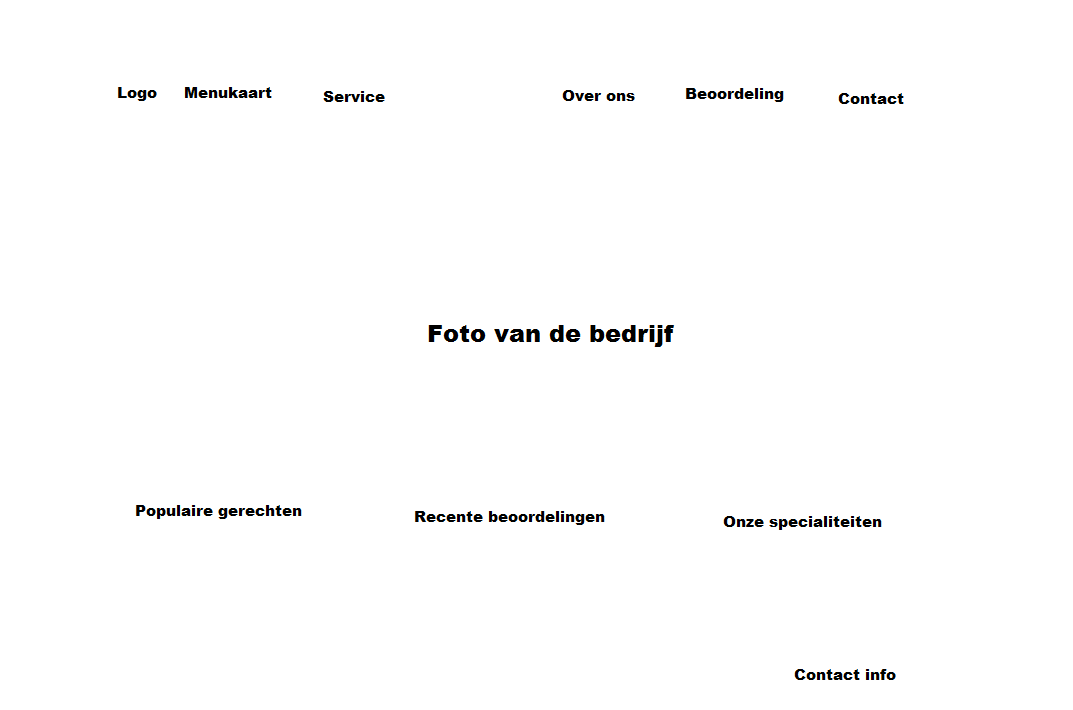 Logo
Menukaart
Service
Over ons
Beoordeling
Contact
Foto van de bedrijf
Populaire gerechten
Recente beoordelingen
Onze specialiteiten
Contact info